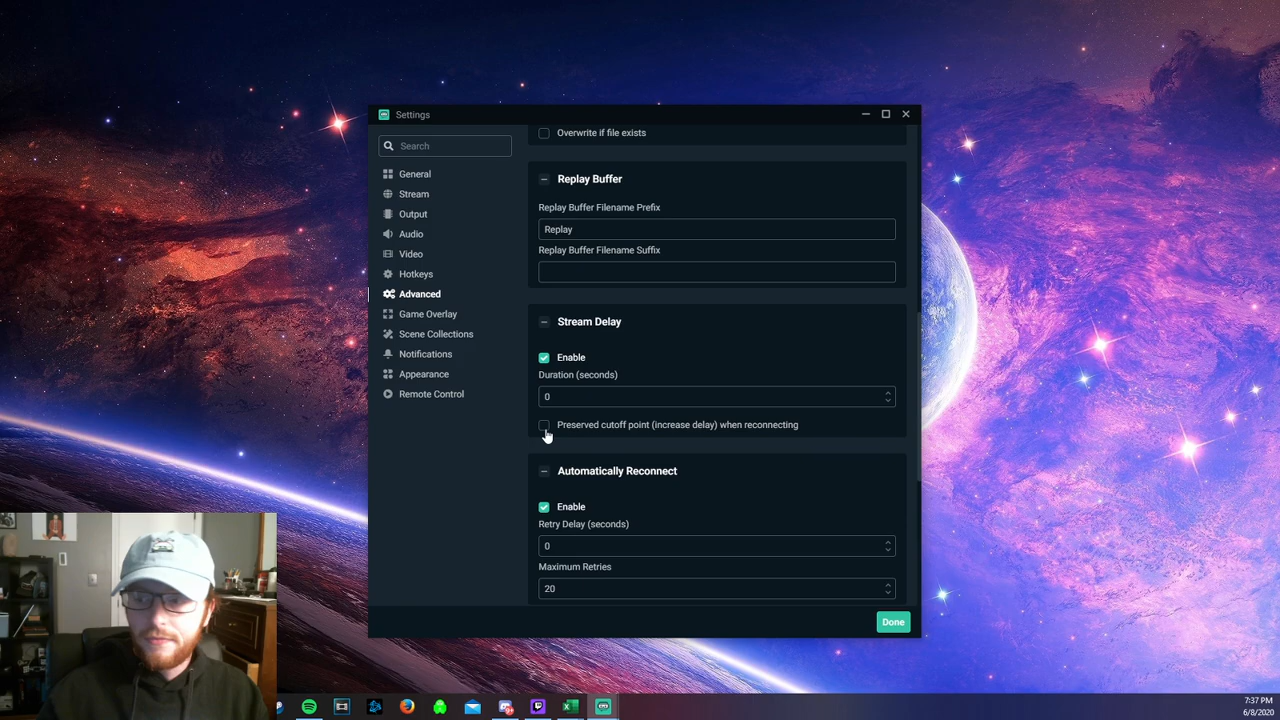 Settings
Search
General
Stream
Output
Audio
Video
Hotkeys
Advanced
Game Overlay
Scene Collections
Notifications
Appearance
Remote Control
Overwrite if file exists
Replay Buffer
Replay Buffer Filename Prefix
Replay
Replay Buffer Filename Suffix
Stream Delay
Enable
Duration (seconds)
0
Preserved cutoff point (increase delay) when reconnecting
Automatically Reconnect
Enable
Retry Delay (seconds)
0
Maximum Retries
20
Done
7:37 PM
6/8/2020